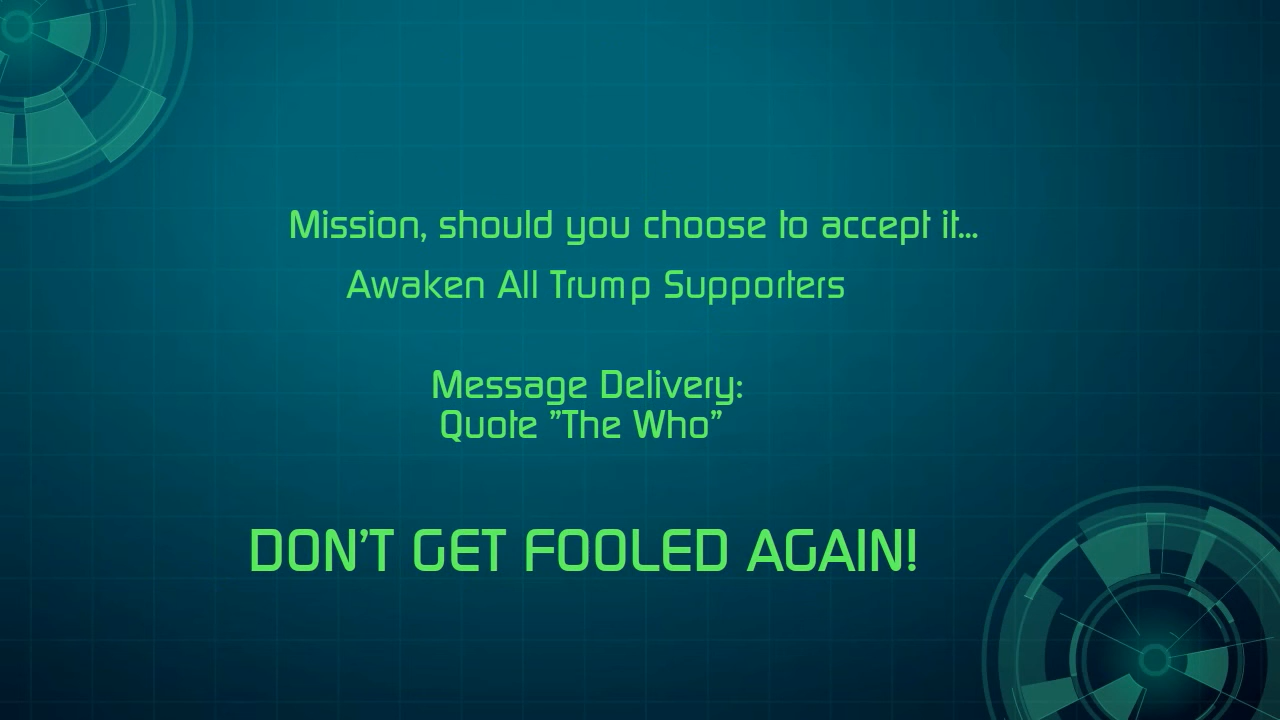 Mission, should you choose to accept it...
Awaken All Trump Supporters
Message Delivery:
Quote ”The Who”
DON’T GET FOOLED AGAIN!